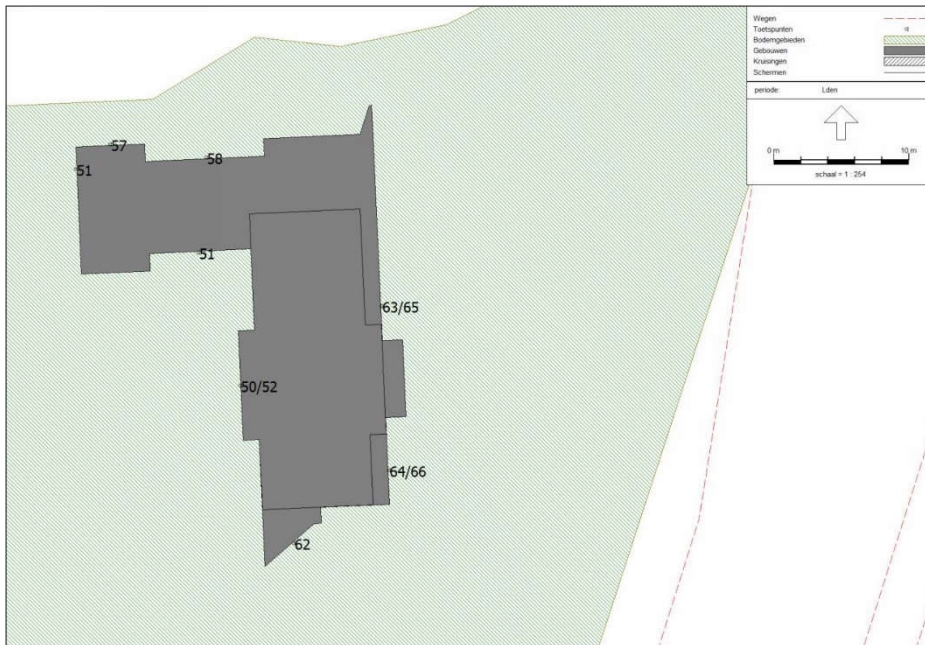 Wegen
Toetspunten
Bodemgebieden
Gebouwen
Kruisingen
Schermen
periode: Lden
0 m 10 m
schaal = 1 : 254
57
58
51
51
63/65
50/52
64/66
62